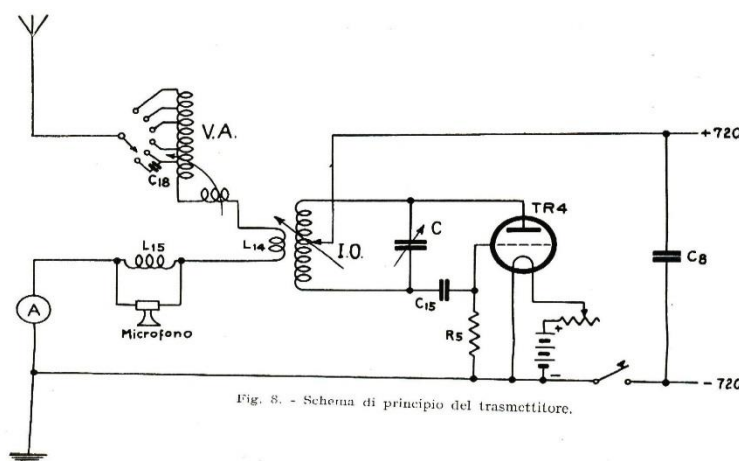 V.A.
C18
+720
L14
I.O.
C
TR4
C8
L15
C15
R5
A
Microfono
+
-
-720
Fig. 8. - Schema di principio del trasmettitore.